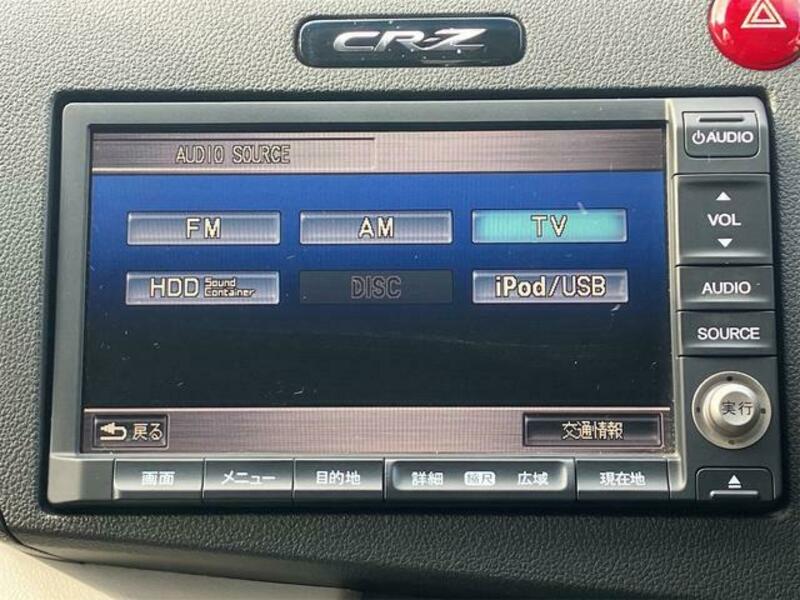 CR-Z
AUDIO SOURCE
FM AM TV
HDD Sound Container DISC iPod/USB
戻る 交通情報
画面 メニュー 目的地 詳細 縮尺 広域 現在地
AUDIO
VOL
AUDIO
SOURCE
実行